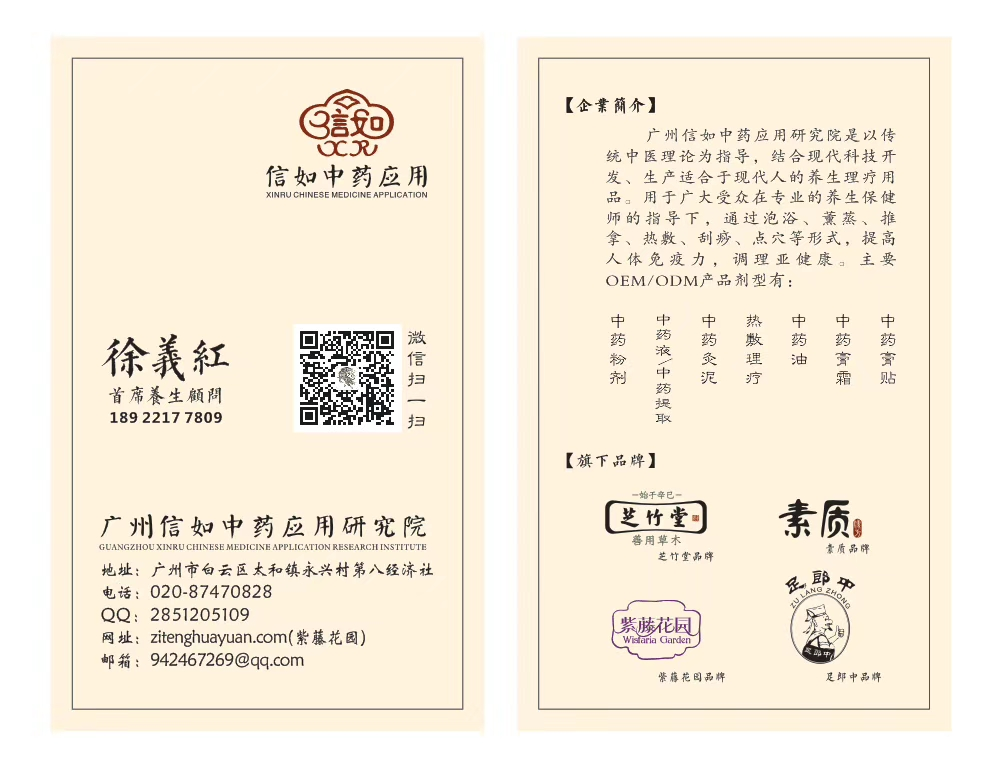 信如
XR
信如中药应用
XINRU CHINESE MEDICINE APPLICATION
徐義紅
首席養生顧問
189 2217 7809
微信扫一扫
广州信如中药应用研究院
GUANGZHOU XINRU CHINESE MEDICINE APPLICATION RESEARCH INSTITUTE
地址：广州市白云区太和镇永兴村第八经济社
电话：020-87470828
QQ：2851205109
网址：zitenghuayuan.com(紫藤花园)
邮箱：942467269@qq.com
【企業簡介】
广州信如中药应用研究院是以传
统中医理论为指导，结合现代科技开
发、生产适合于现代人的养生理疗用
品。用于广大受众在专业的养生保健
师的指导下，通过泡浴、薰蒸、推
拿、热敷、刮痧、点穴等形式，提高
人体免疫力，调理亚健康。主要
OEM/ODM产品剂型有：
中药粉剂
中药液/中药提取
中药灸泥
热敷理疗
中药油
中药膏霜
中药膏贴
【旗下品牌】
—始于辛巳—
芝竹堂
善用草木
芝竹堂品牌
素质
素质品牌
紫藤花园
Wistaria Garden
紫藤花园品牌
足郎中
ZU LANG ZHONG
足郎中
足郎中品牌